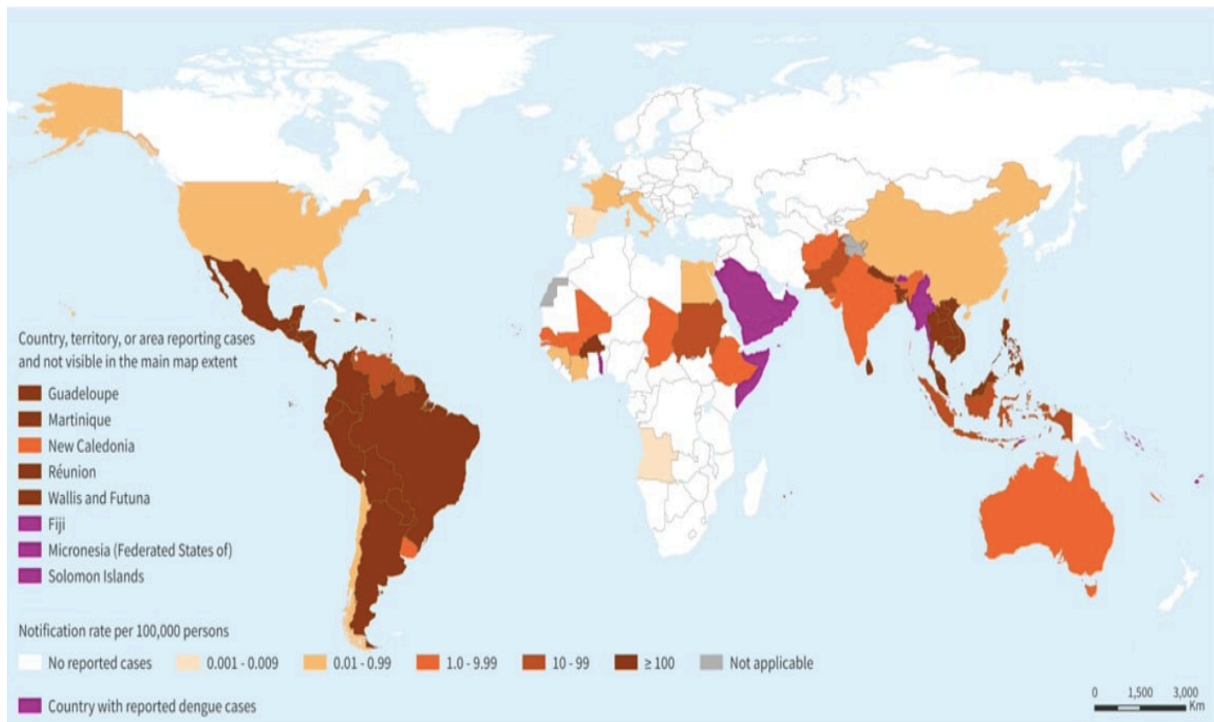 Country, territory, or area reporting cases
and not visible in the main map extent
Guadeloupe
Martinique
New Caledonia
Réunion
Wallis and Futuna
Fiji
Micronesia (Federated States of)
Solomon Islands
Notification rate per 100,000 persons
No reported cases 0.001 - 0.009 0.01 - 0.99 1.0 - 9.99 10 - 99 ≥ 100 Not applicable
Country with reported dengue cases
0 1,500 3,000
Km